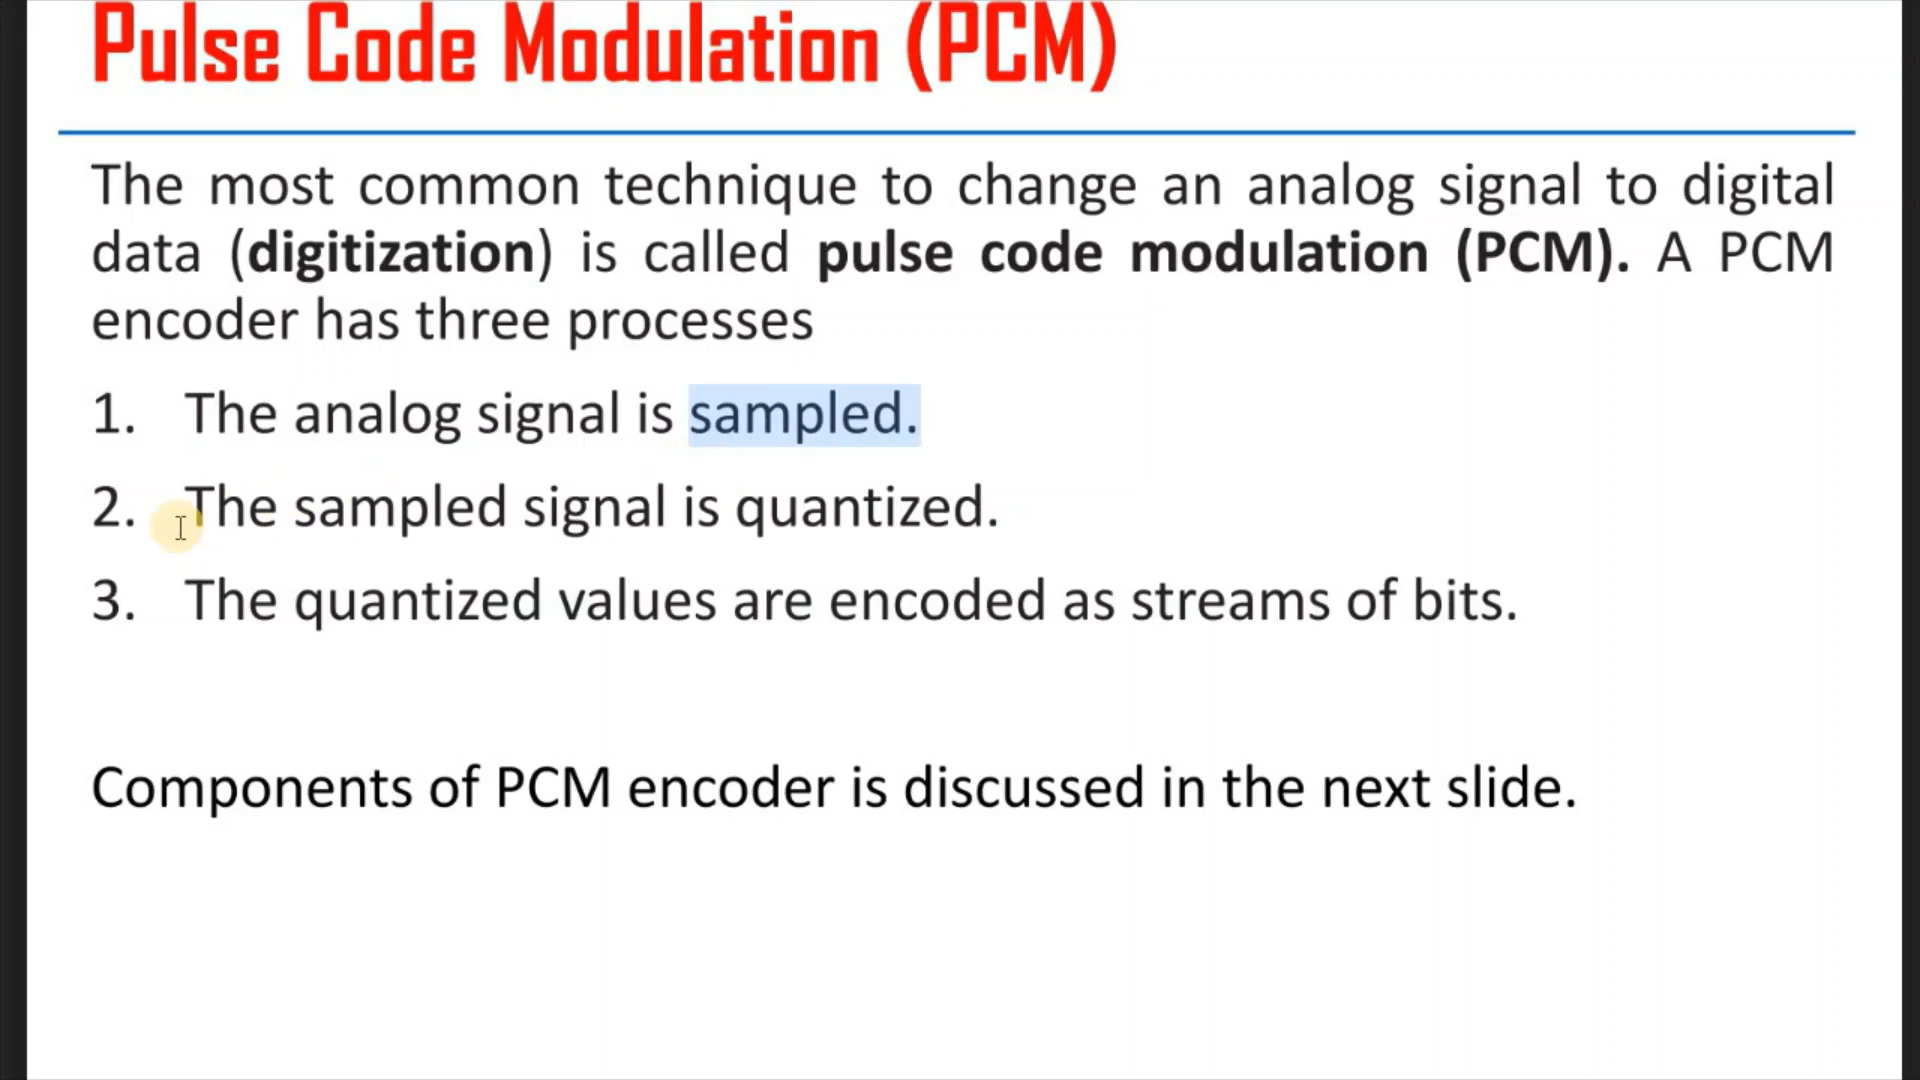 Pulse Code Modulation (PCM)
The most common technique to change an analog signal to digital
data (digitization) is called pulse code modulation (PCM). A PCM
encoder has three processes
1. The analog signal is sampled.
2. The sampled signal is quantized.
3. The quantized values are encoded as streams of bits.
Components of PCM encoder is discussed in the next slide.